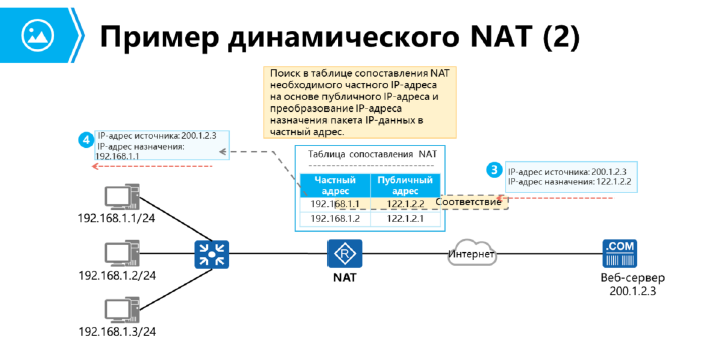 Пример динамического NAT (2)
Поиск в таблице сопоставления NAT
необходимого частного IP-адреса
на основе публичного IP-адреса и
преобразование IP-адреса
назначения пакета IP-данных в
частный адрес.
4
IP-адрес источника: 200.1.2.3
IP-адрес назначения:
192.168.1.1
Таблица сопоставления NAT
Частный
адрес
Публичный
адрес
192.168.1.1
122.1.2.2
Соответствие
192.168.1.2
122.1.2.1
3
IP-адрес источника: 200.1.2.3
IP-адрес назначения: 122.1.2.2
192.168.1.1/24
192.168.1.2/24
192.168.1.3/24
R
NAT
Интернет
.COM
Веб-сервер
200.1.2.3